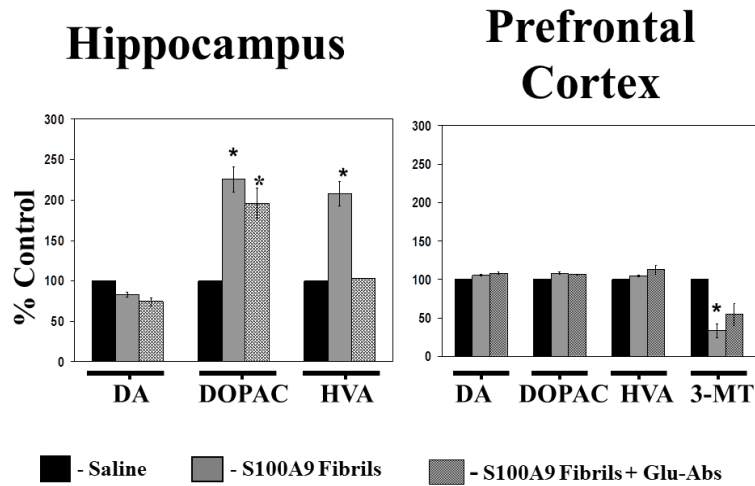 Hippocampus
Prefrontal
Cortex
% Control
300
250
200
150
100
50
0
*
*
*
DA
DOPAC
HVA
300
250
200
150
100
50
0
*
DA
DOPAC
HVA
3-MT
- Saline
- S100A9 Fibrils
- S100A9 Fibrils + Glu-Abs